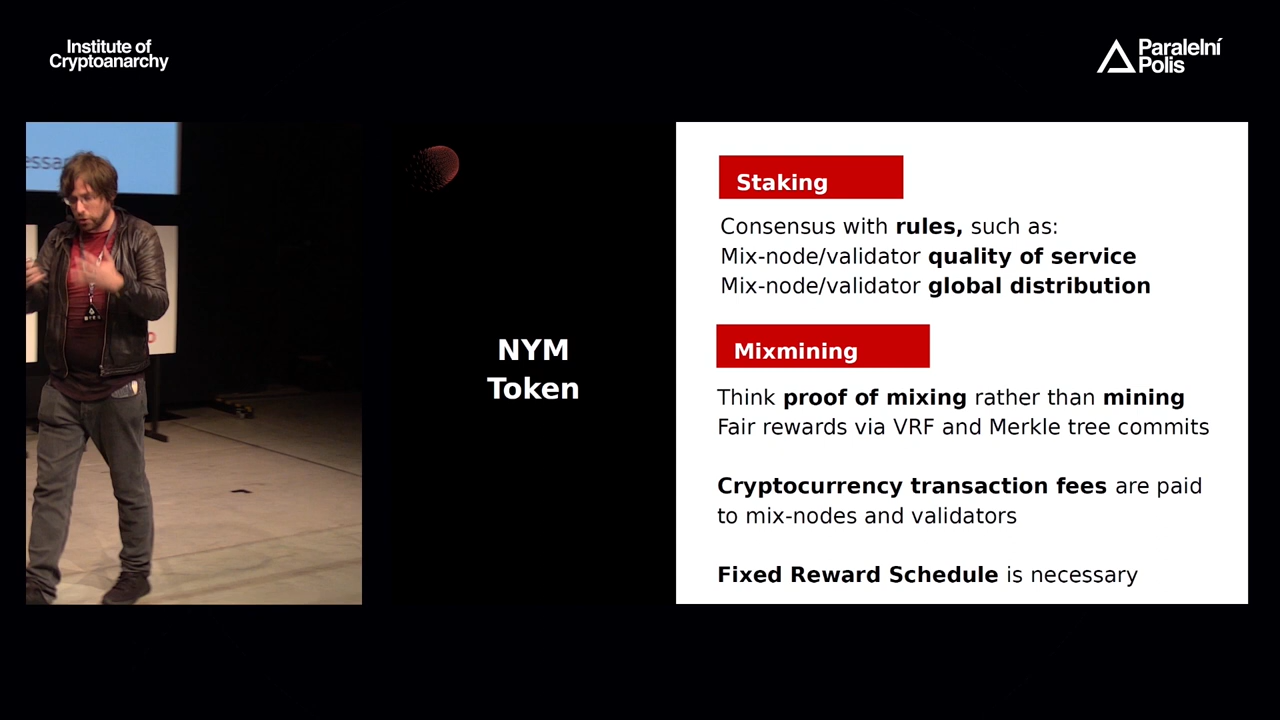 Institute of
Cryptoanarchy
Paralelní
Polis
essa
NYM
Token
Staking
Consensus with rules, such as:
Mix-node/validator quality of service
Mix-node/validator global distribution
Mixmining
Think proof of mixing rather than mining
Fair rewards via VRF and Merkle tree commits
Cryptocurrency transaction fees are paid
to mix-nodes and validators
Fixed Reward Schedule is necessary